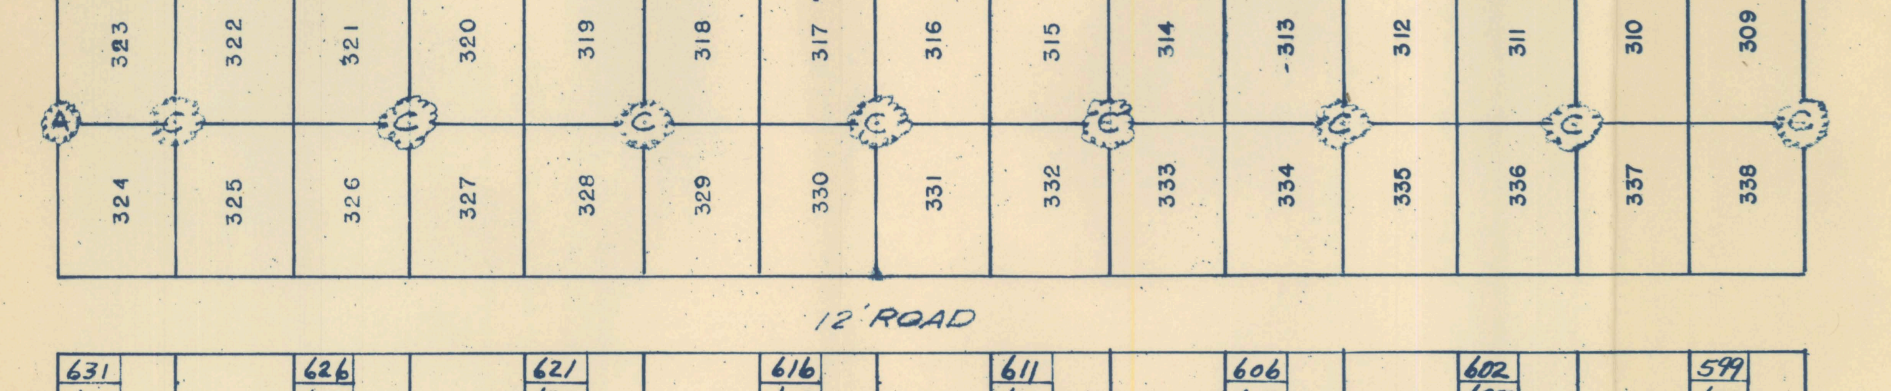 323 322 321 320 319 318 317 316 315 314 313 312 311 310 309
A C C C C C C C C
324 325 326 327 328 329 330 331 332 333 334 335 336 337 338
12' ROAD
631 626 621 616 611 606 602 599